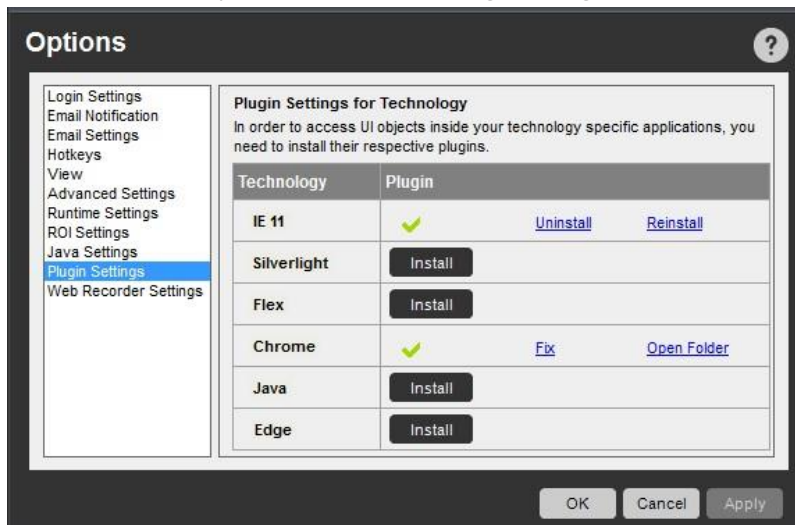 Options
?
Login Settings
Email Notification
Email Settings
Hotkeys
View
Advanced Settings
Runtime Settings
ROI Settings
Java Settings
Plugin Settings
Web Recorder Settings
Plugin Settings for Technology
In order to access UI objects inside your technology specific applications, you
need to install their respective plugins.
Technology Plugin
IE 11 Uninstall Reinstall
Silverlight Install
Flex Install
Chrome Fix Open Folder
Java Install
Edge Install
OK Cancel Apply